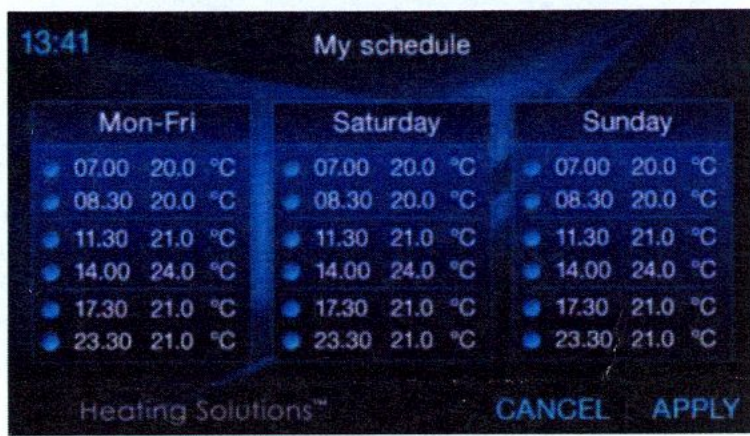 13:41
My schedule
Mon-Fri Saturday Sunday
07.00 20.0 °C 07.00 20.0 °C 07.00 20.0 °C
08.30 20.0 °C 08.30 20.0 °C 08.30 20.0 °C
11.30 21.0 °C 11.30 21.0 °C 11.30 21.0 °C
14.00 24.0 °C 14.00 24.0 °C 14.00 24.0 °C
17.30 21.0 °C 17.30 21.0 °C 17.30 21.0 °C
23.30 21.0 °C 23.30 21.0 °C 23.30 21.0 °C
Heating Solutions™
CANCEL APPLY